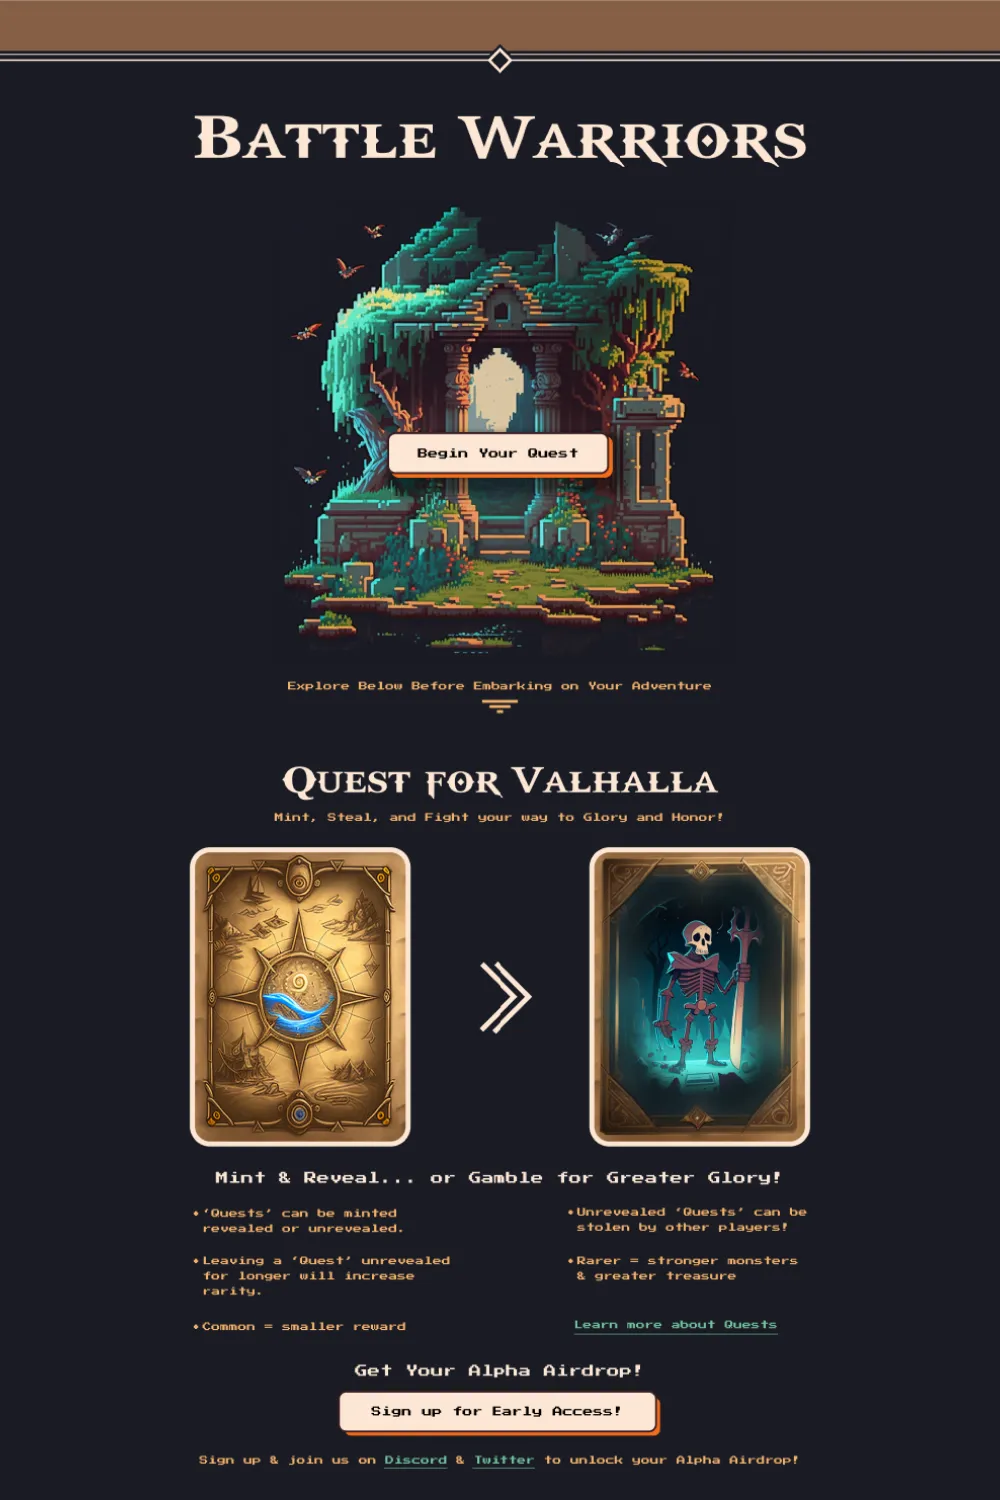 Battle Warriors
Begin Your Quest
Explore Below Before Embarking on Your Adventure
Quest for Valhalla
Mint, Steal, and Fight your way to Glory and Honor!
Mint & Reveal... or Gamble for Greater Glory!
•‘Quests’ can be minted
revealed or unrevealed.
•Leaving a ‘Quest’ unrevealed
for longer will increase
rarity.
•Common = smaller reward
•Unrevealed ‘Quests’ can be
stolen by other players!
•Rarer = stronger monsters
& greater treasure
Learn more about Quests
Get Your Alpha Airdrop!
Sign up for Early Access!
Sign up & join us on Discord & Twitter to unlock your Alpha Airdrop!